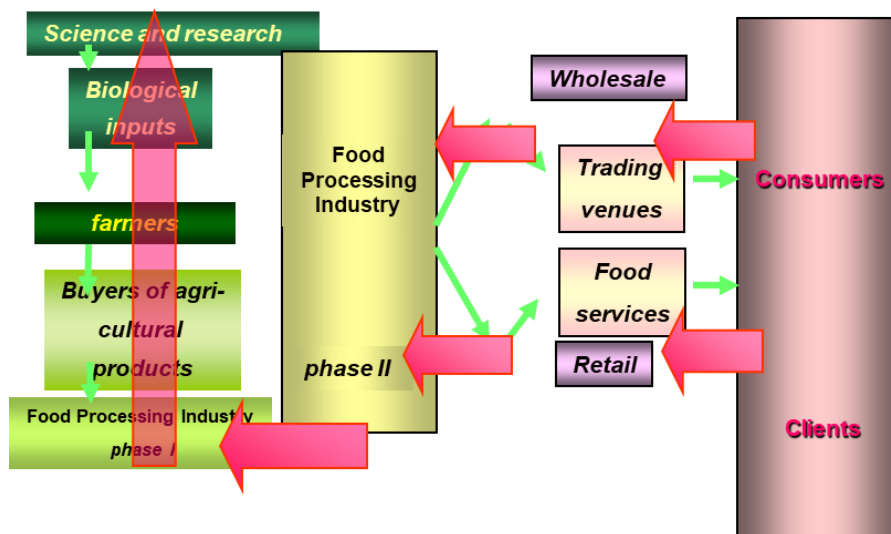 Science and research
Biological
inputs
farmers
Buyers of agri-
cultural
products
Food Processing Industry
phase I
Food
Processing
Industry
phase II
Wholesale
Trading
venues
Food
services
Retail
Consumers
Clients